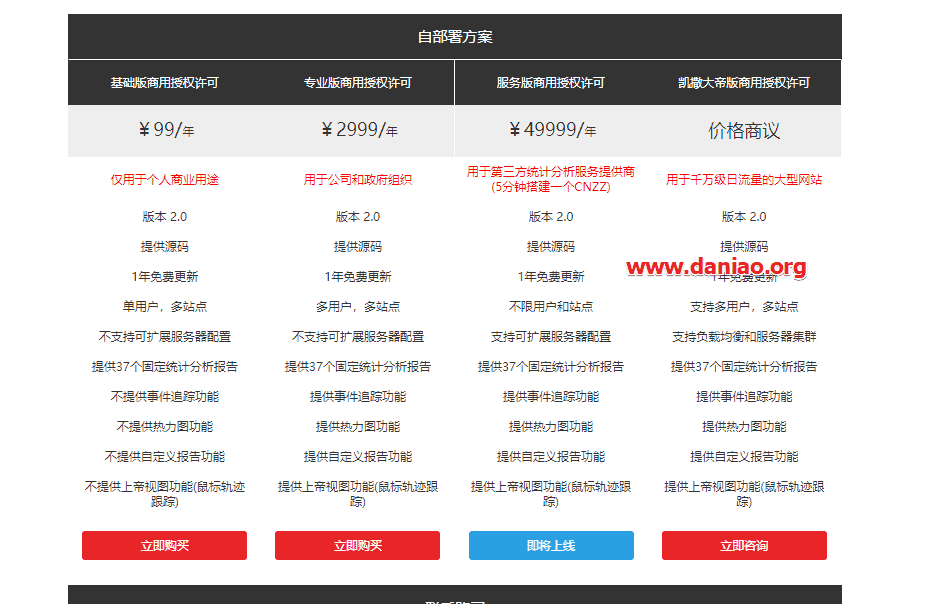 自部署方案
基础版商用授权许可 专业版商用授权许可 服务版商用授权许可 凯撒大帝版商用授权许可
￥99/年 ￥2999/年 ￥49999/年 价格商议
仅用于个人商业用途 用于公司和政府组织 用于第三方统计分析服务提供商 用于千万级日流量的大型网站
(5分钟搭建一个CNZZ)
版本 2.0 版本 2.0 版本 2.0 版本 2.0
提供源码 提供源码 提供源码 提供源码
www.daniao.org
1年免费更新 1年免费更新 1年免费更新 1年免费更新
单用户，多站点 多用户，多站点 不限用户和站点 支持多用户，多站点
不支持可扩展服务器配置 不支持可扩展服务器配置 支持可扩展服务器配置 支持负载均衡和服务器集群
提供37个固定统计分析报告 提供37个固定统计分析报告 提供37个固定统计分析报告 提供37个固定统计分析报告
不提供事件追踪功能 提供事件追踪功能 提供事件追踪功能 提供事件追踪功能
不提供热力图功能 提供热力图功能 提供热力图功能 提供热力图功能
不提供自定义报告功能 提供自定义报告功能 提供自定义报告功能 提供自定义报告功能
不提供上帝视图功能(鼠标轨迹 提供上帝视图功能(鼠标轨迹跟 提供上帝视图功能(鼠标轨迹跟 提供上帝视图功能(鼠标轨迹跟
跟踪) 踪) 踪) 踪)
立即购买 立即购买 即将上线 立即咨询